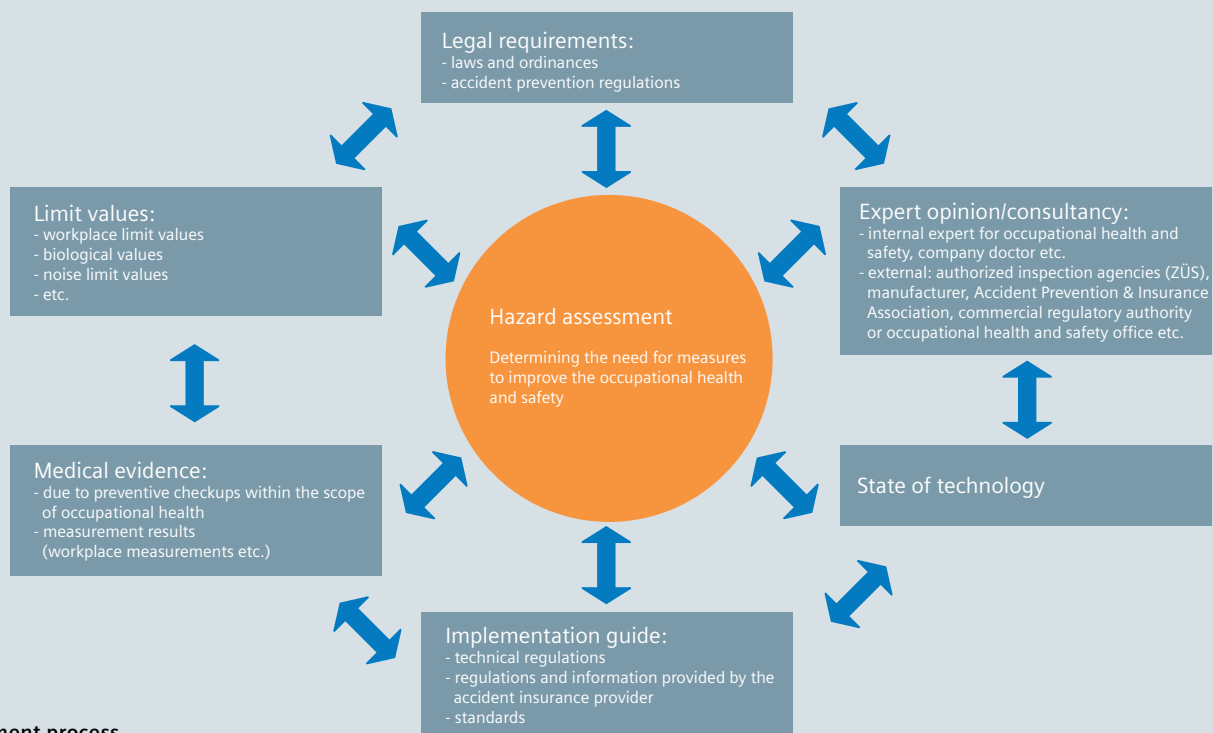 Legal requirements:
- laws and ordinances
- accident prevention regulations
Limit values:
- workplace limit values
- biological values
- noise limit values
- etc.
Expert opinion/consultancy:
- internal expert for occupational health and
safety, company doctor etc.
- external: authorized inspection agencies (ZÜS),
manufacturer, Accident Prevention & Insurance
Association, commercial regulatory authority
or occupational health and safety office etc.
Hazard assessment
Determining the need for measures
to improve the occupational health
and safety
Medical evidence:
- due to preventive checkups within the scope
of occupational health
- measurement results
(workplace measurements etc.)
State of technology
Implementation guide:
- technical regulations
- regulations and information provided by the
accident insurance provider
- standards
process